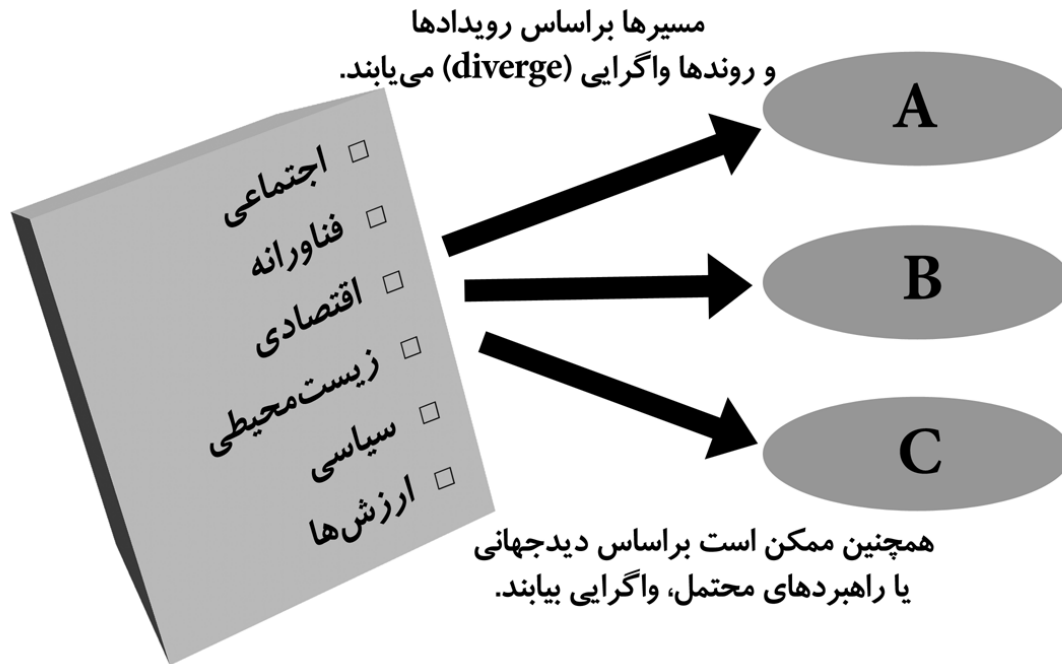 مسیرها براساس رویدادها
و روندها واگرایی (diverge) می‌یابند.
□ اجتماعی
□ فناورانه
□ اقتصادی
□ زیست‌محیطی
□ سیاسی
□ ارزش‌ها
A
B
C
همچنین ممکن است براساس دیدجهانی
یا راهبردهای محتمل، واگرایی بیابند.